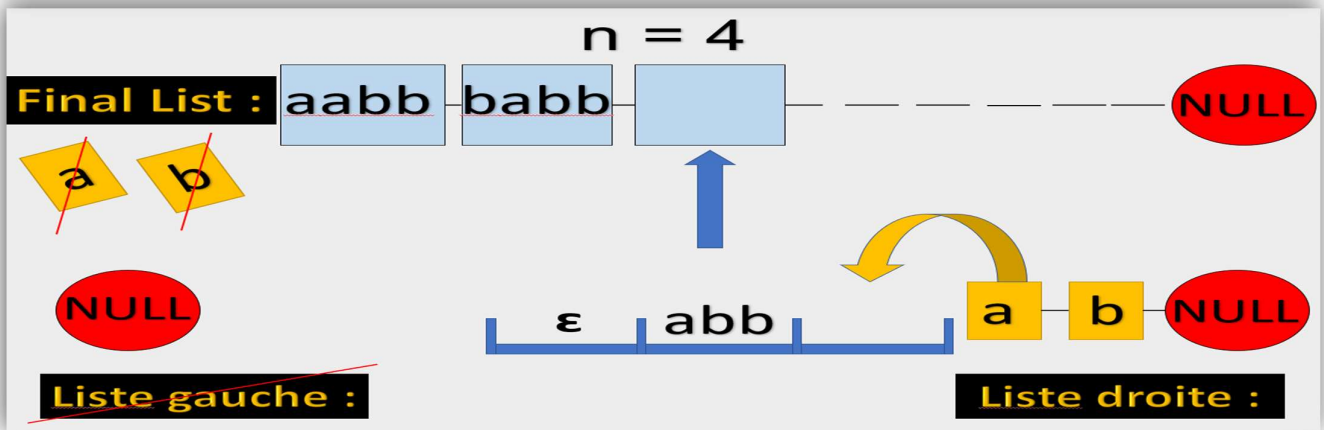 n = 4
Final List : aabb babb NULL
a b
NULL ε abb a b NULL
Liste gauche : Liste droite :